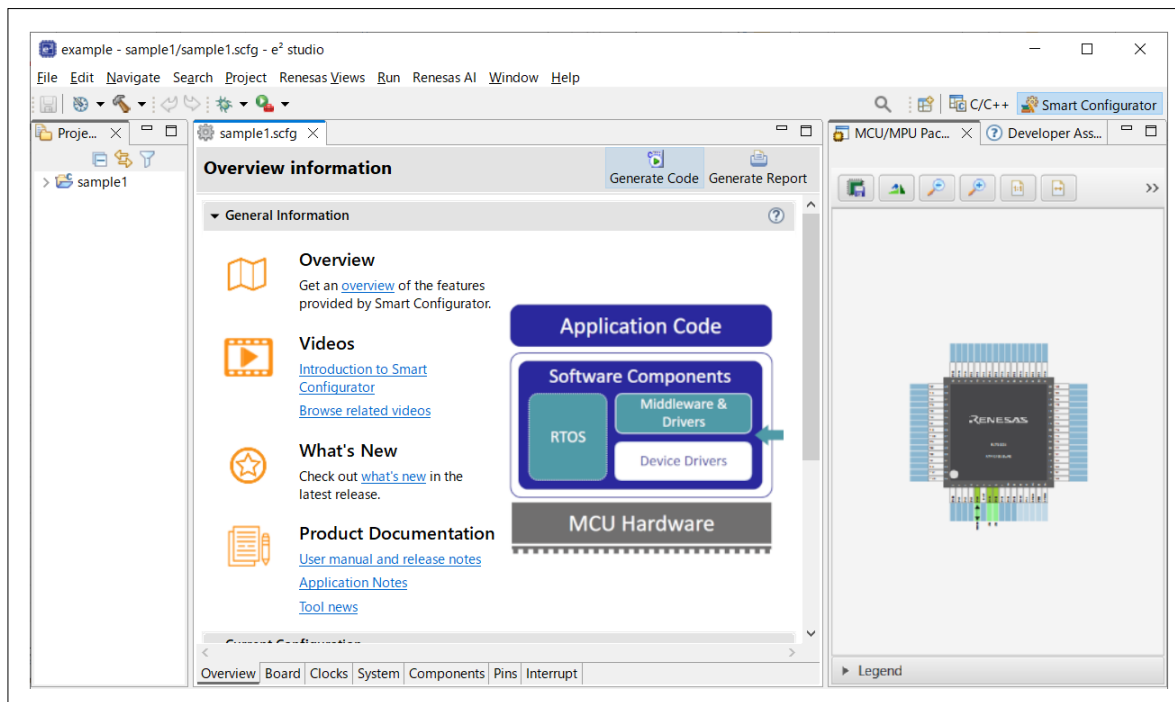 example - sample1/sample1.scfg - e² studio
File Edit Navigate Search Project Renesas Views Run Renesas AI Window Help
C/C++ Smart Configurator
Proje...
sample1.scfg
MCU/MPU Pac...
Developer Ass...
sample1
Overview information
Generate Code
Generate Report
General Information
Overview
Get an overview of the features
provided by Smart Configurator.
Videos
Introduction to Smart
Configurator
Browse related videos
What's New
Check out what's new in the
latest release.
Product Documentation
User manual and release notes
Application Notes
Tool news
Application Code
Software Components
RTOS
Middleware &
Drivers
Device Drivers
MCU Hardware
RENESAS
Current Configuration
Overview Board Clocks System Components Pins Interrupt
Legend